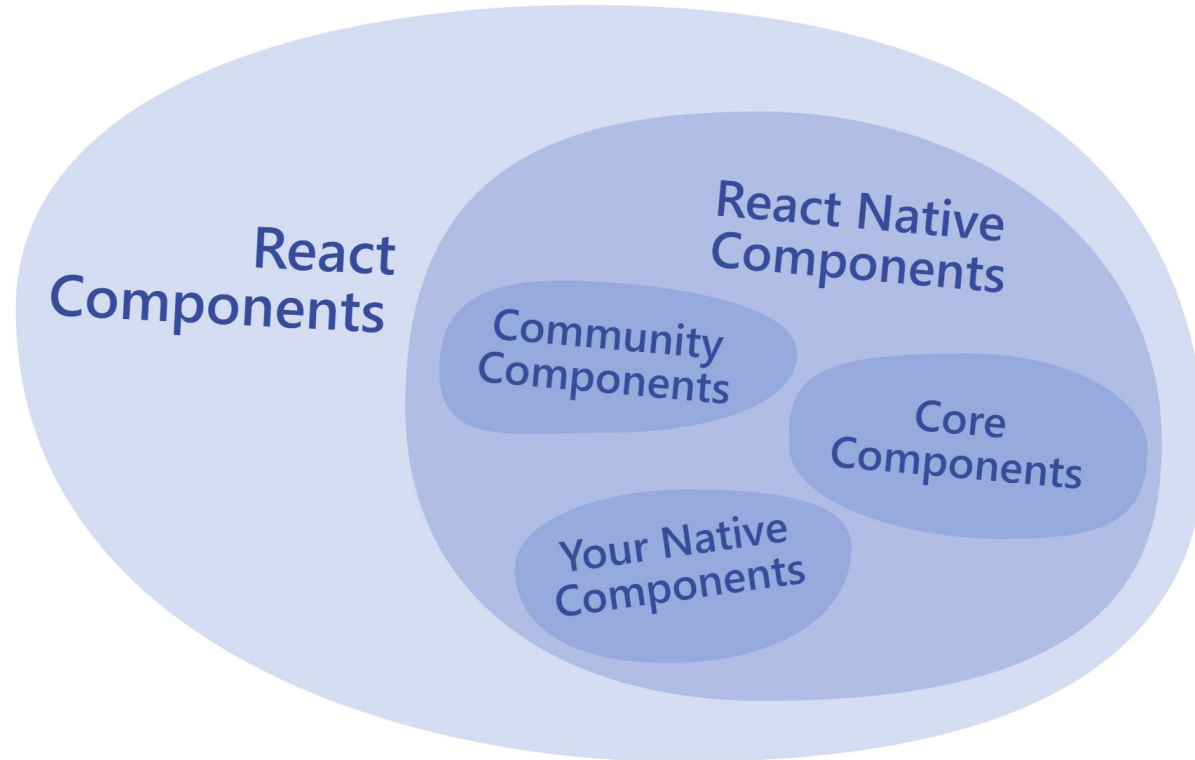 React
Components
React Native
Components
Community
Components
Core
Components
Your Native
Components